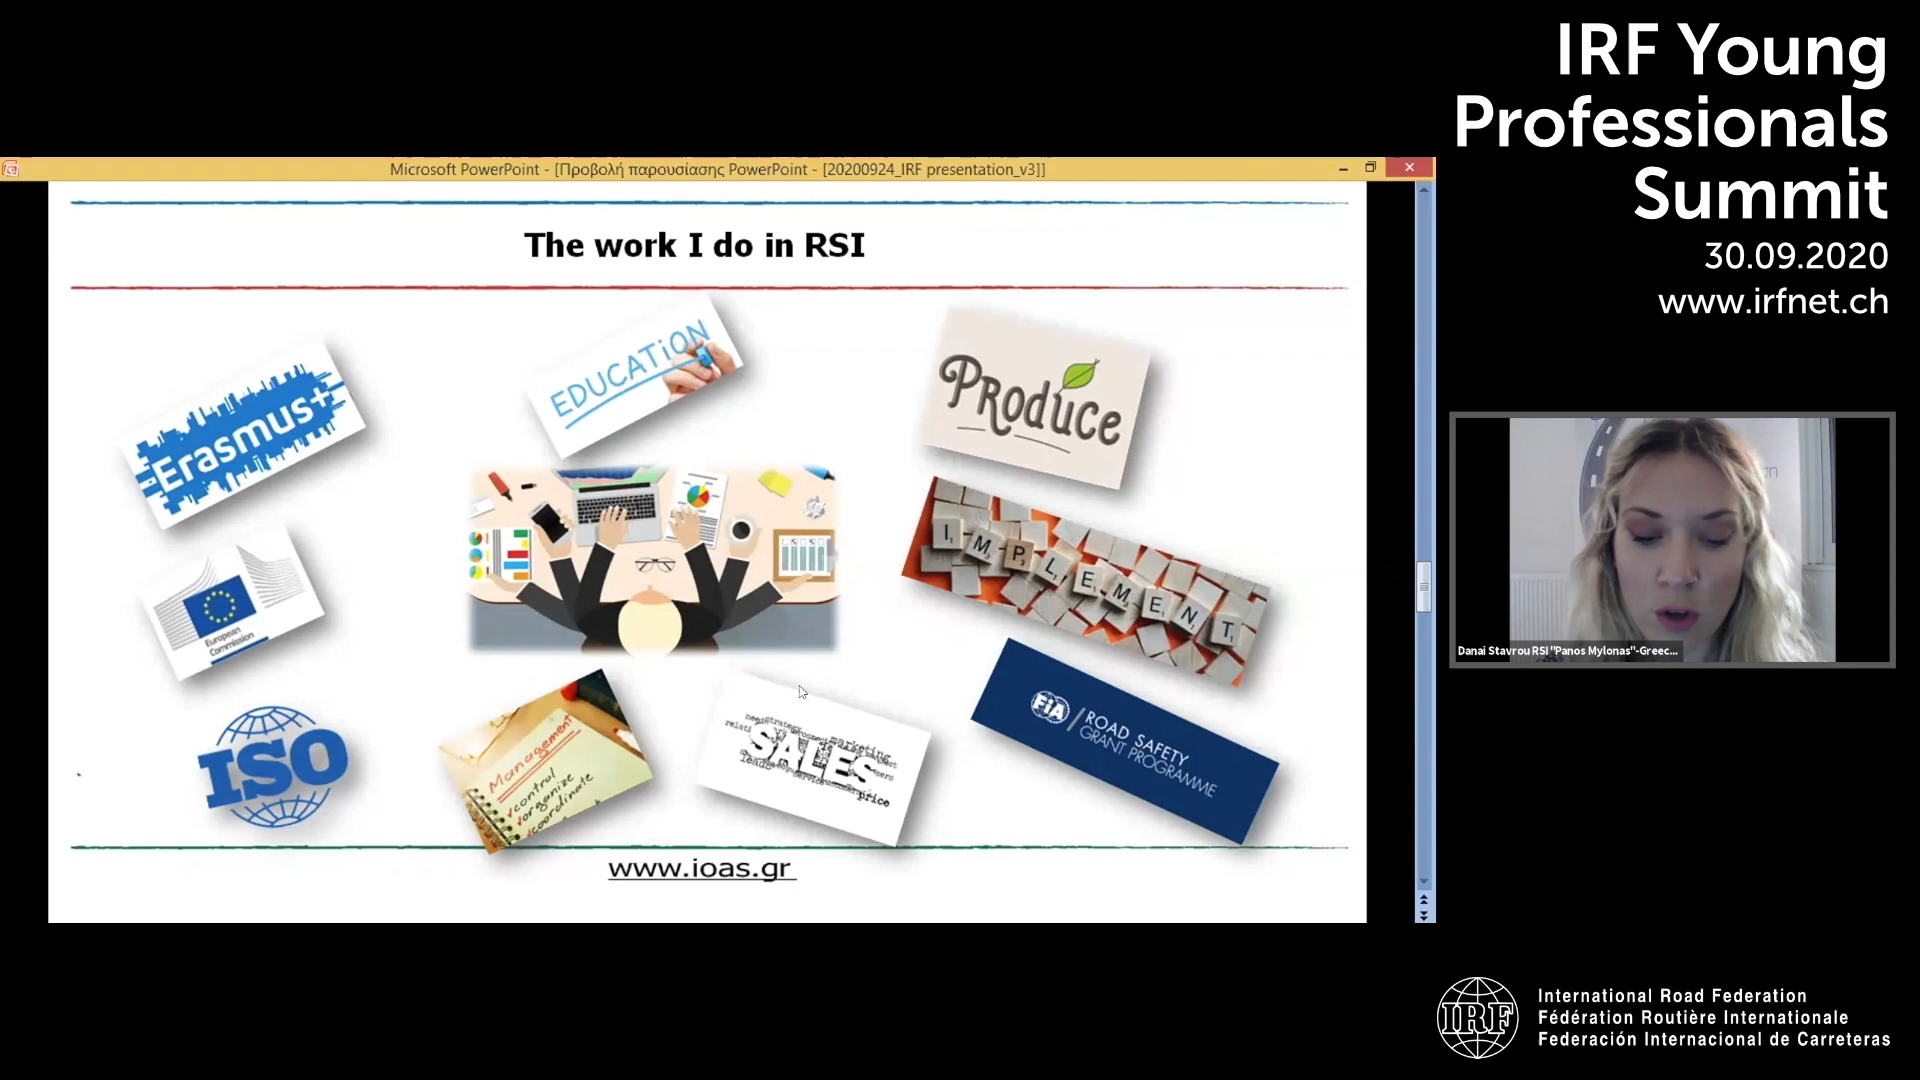 IRF Young
Professionals
Summit
30.09.2020
www.irfnet.ch
Microsoft PowerPoint - [Προβολή παρουσίασης PowerPoint - [20200924_IRF presentation_v3]]
The work I do in RSI
EDUCATiON
Produce
Erasmus+
IMPLEMENT
European
Commission
ISO
Management
control
organize
coordinate
strategy
marketing
SALES
price
FiA
ROAD SAFETY
GRANT PROGRAMME
www.ioas.gr
Danai Stavrou RSI "Panos Mylonas"-Greec...
IRF
International Road Federation
Fédération Routière Internationale
Federación Internacional de Carreteras